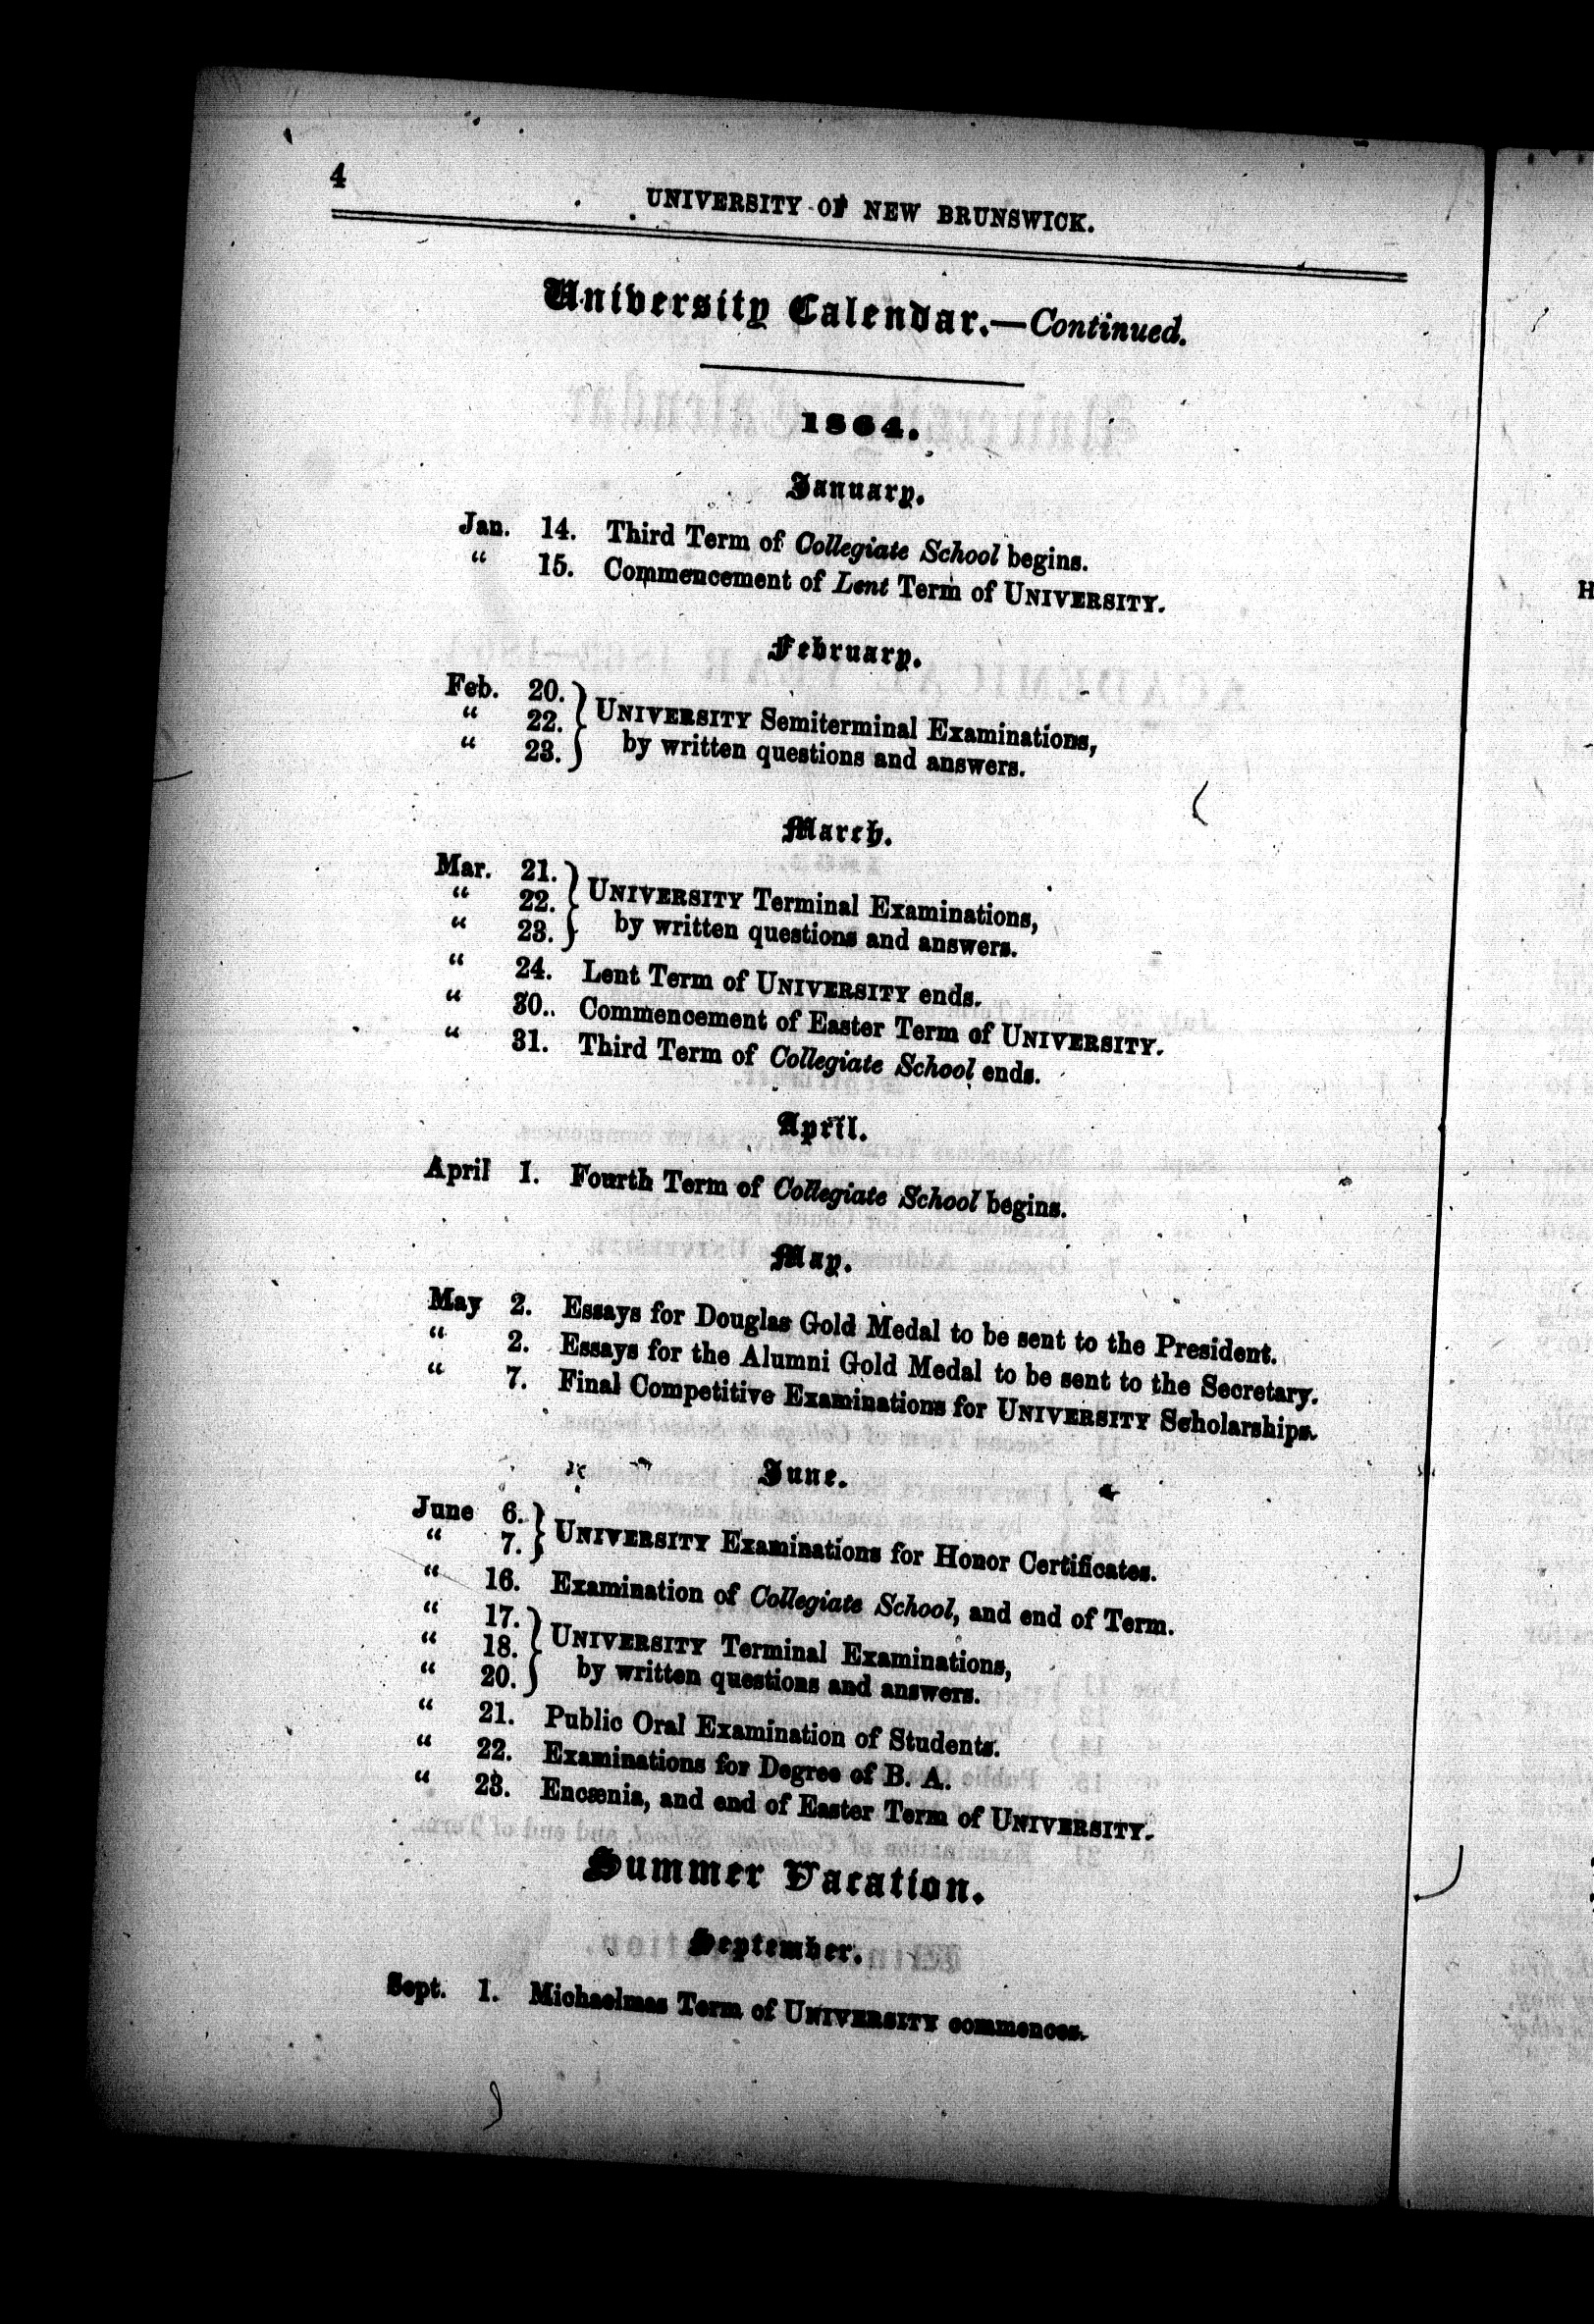 4
UNIVERSITY OF NEW BRUNSWICK.
University Calendar.—Continued.
1864.
January.
Jan. 14. Third Term of Collegiate School begins.
“ 15. Commencement of Lent Term of UNIVERSITY.
February.
Feb. 20.
“ 22. } UNIVERSITY Semiterminal Examinations,
“ 23. by written questions and answers.
March.
Mar. 21.
“ 22. } UNIVERSITY Terminal Examinations,
“ 23. by written questions and answers.
“ 24. Lent Term of UNIVERSITY ends.
“ 30.. Commencement of Easter Term of UNIVERSITY.
“ 31. Third Term of Collegiate School ends.
April.
April 1. Fourth Term of Collegiate School begins.
May.
May 2. Essays for Douglas Gold Medal to be sent to the President.
“ 2. Essays for the Alumni Gold Medal to be sent to the Secretary.
“ 7. Final Competitive Examinations for UNIVERSITY Scholarships.
June.
June 6.
“ 7. } UNIVERSITY Examinations for Honor Certificates.
“ 16. Examination of Collegiate School, and end of Term.
“ 17.
“ 18. } UNIVERSITY Terminal Examinations,
“ 20. by written questions and answers.
“ 21. Public Oral Examination of Students.
“ 22. Examinations for Degree of B. A.
“ 23. Encænia, and end of Easter Term of UNIVERSITY.
Summer Vacation.
September.
Sept. 1. Michaelmas Term of UNIVERSITY commences.